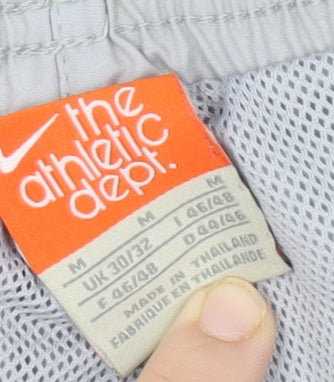 the
athletic
dept.
M M M
UK 30/32 I 46/48
F 46/48 D 44/46
MADE IN THAILAND
FABRIQUE EN THAILANDE